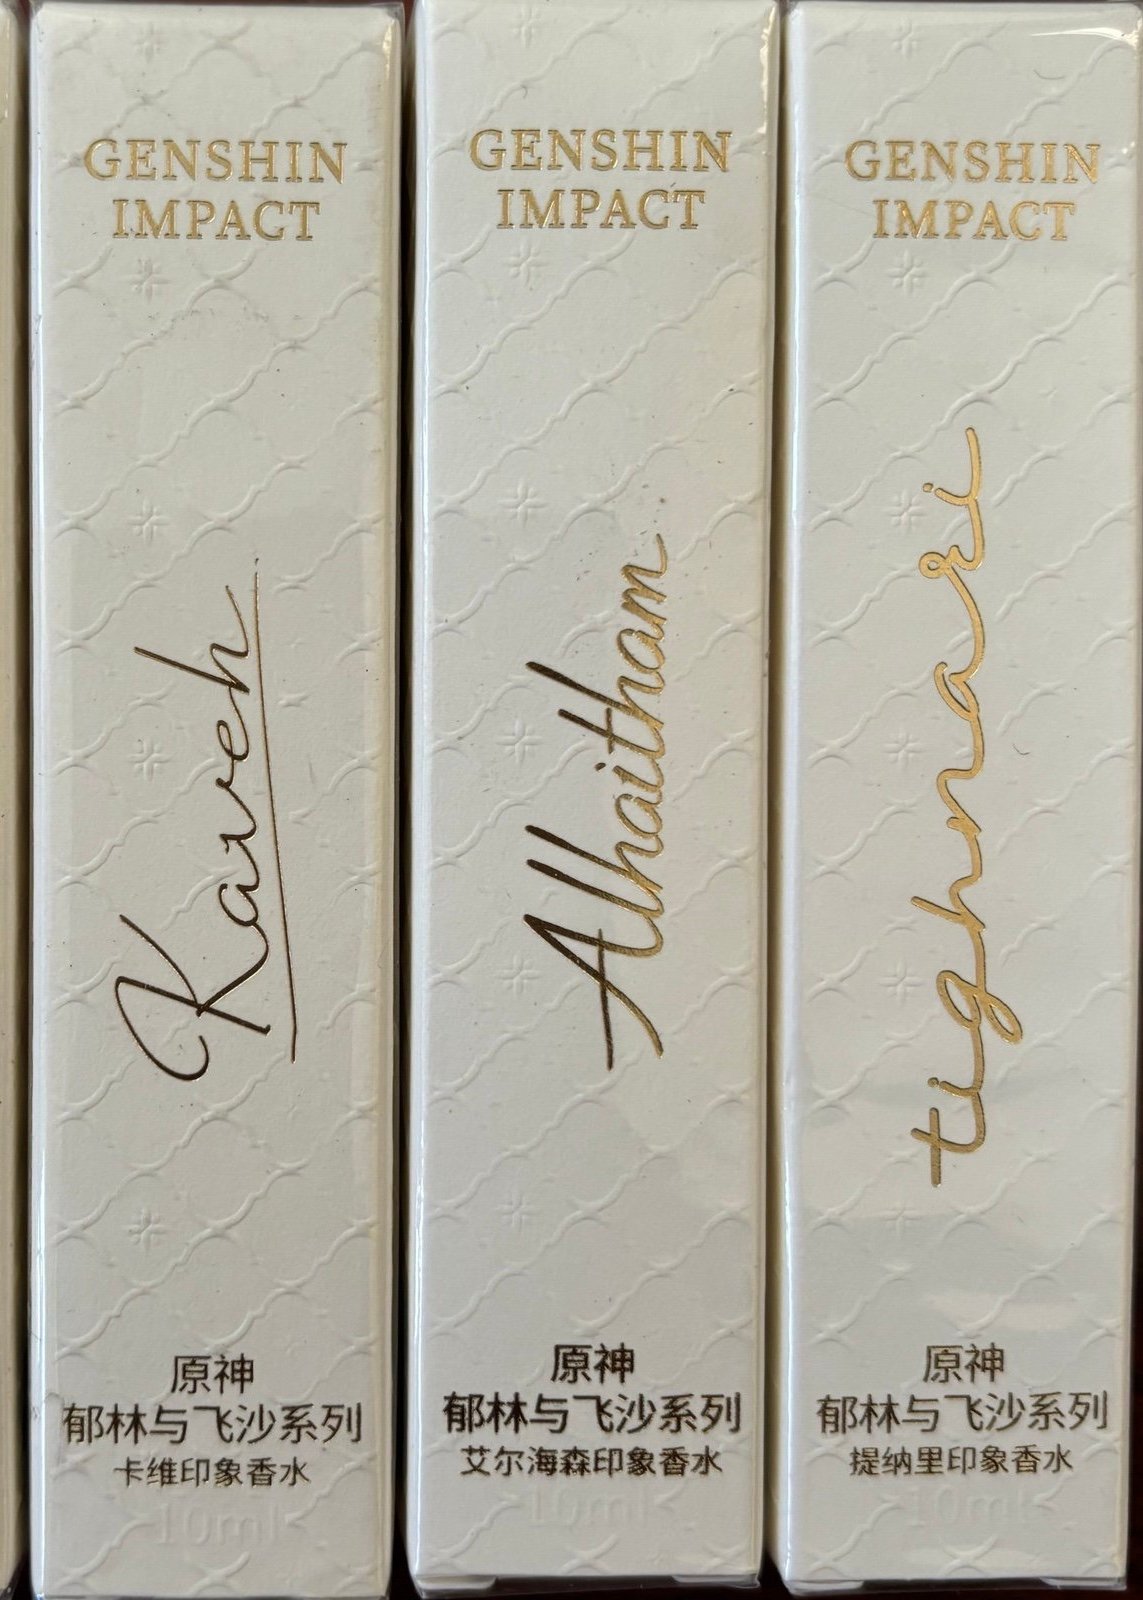 GENSHIN
IMPACT
Kaveh
原神
郁林与飞沙系列
卡维印象香水
10ml
GENSHIN
IMPACT
Alhaitham
原神
郁林与飞沙系列
艾尔海森印象香水
10ml
GENSHIN
IMPACT
tighnari
原神
郁林与飞沙系列
提纳里印象香水
10ml